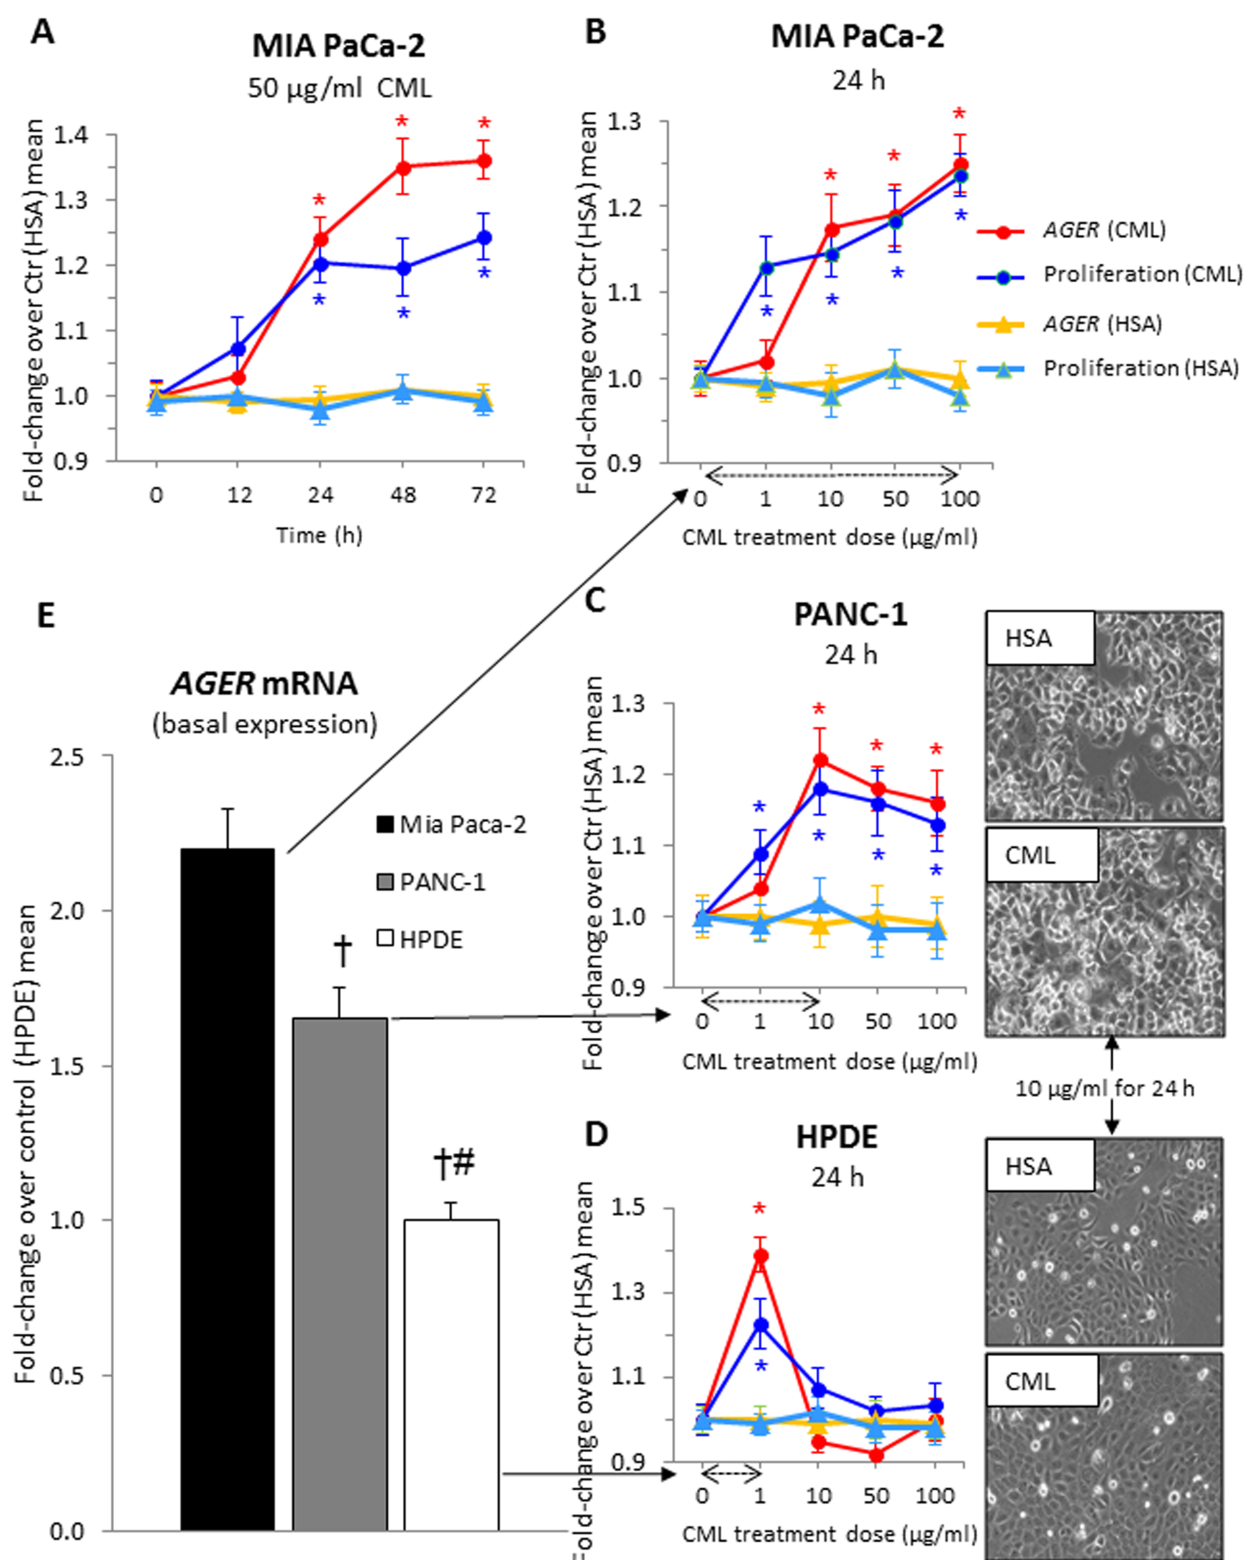 A
MIA PaCa-2
50 µg/ml CML
Fold-change over Ctr (HSA) mean
1.4
1.3
1.2
1.1
1.0
0.9
* * *
* * *
0 12 24 48 72
Time (h)
B
MIA PaCa-2
24 h
Fold-change over Ctr (HSA) mean
1.3
1.2
1.1
1.0
0.9
* * *
* * * *
0 1 10 50 100
CML treatment dose (µg/ml)
AGER (CML)
Proliferation (CML)
AGER (HSA)
Proliferation (HSA)
C
PANC-1
24 h
Fold-change over Ctr (HSA) mean
1.3
1.2
1.1
1.0
0.9
* * *
* * * *
0 1 10 50 100
CML treatment dose (µg/ml)
HSA
CML
10 µg/ml for 24 h
D
HPDE
24 h
Fold-change over Ctr (HSA) mean
1.5
1.3
1.1
0.9
*
*
0 1 10 50 100
CML treatment dose (µg/ml)
HSA
CML
E
AGER mRNA
(basal expression)
Fold-change over control (HPDE) mean
2.5
2.0
1.5
1.0
0.5
0.0
Mia Paca-2
PANC-1
HPDE
†
†#